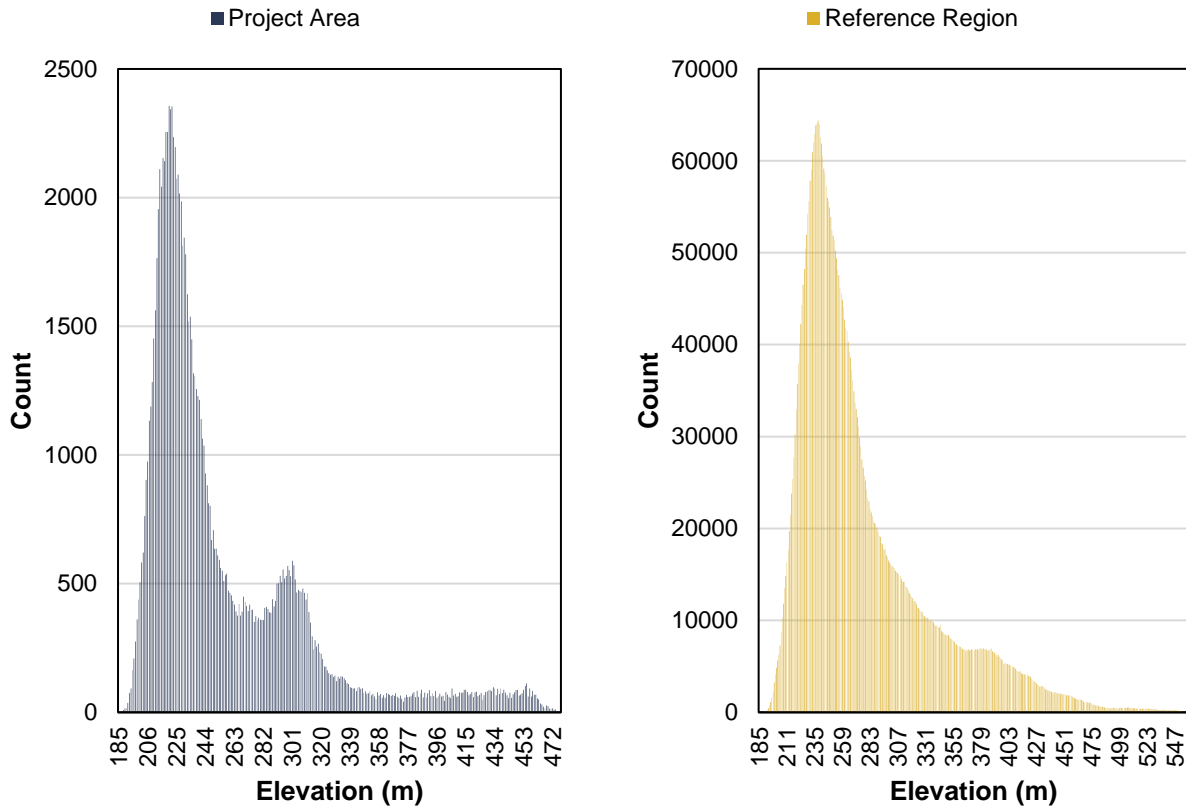 Project Area
2500
2000
1500
1000
500
0
Count
185 206 225 244 263 282 301 320 339 358 377 396 415 434 453 472
Elevation (m)
Reference Region
70000
60000
50000
40000
30000
20000
10000
0
Count
185 211 235 259 283 307 331 355 379 403 427 451 475 499 523 547
Elevation (m)